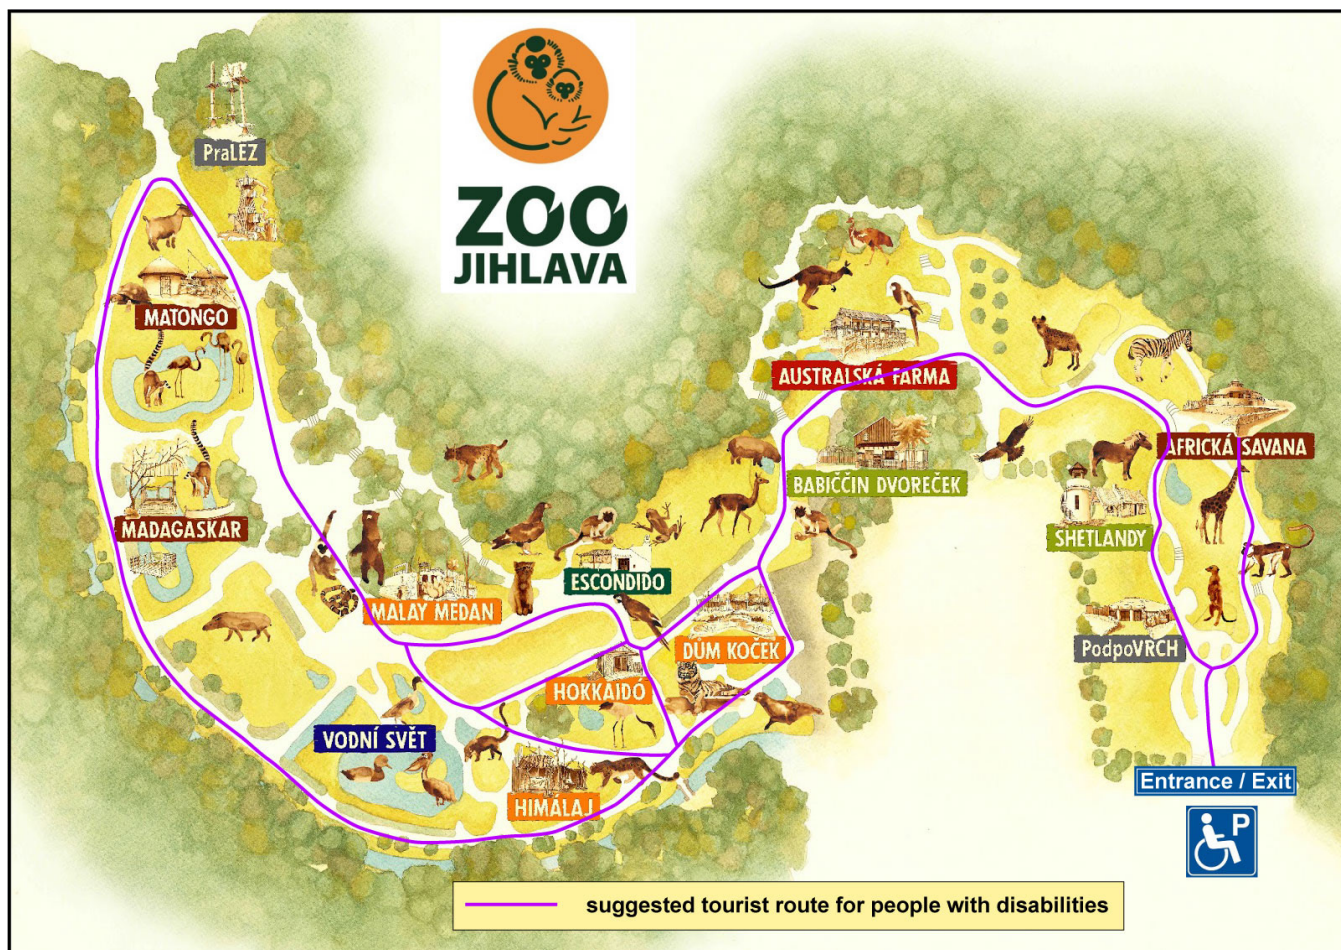 PraLEZ
ZOO
JIHLAVA
MATONGO
AUSTRALSKÁ FARMA
AFRICKÁ SAVANA
BABIČČIN DVOREČEK
MADAGASKAR
SHETLANDY
ESCONDIDO
MALAY MEDAN
DŮM KOČEK
PodpoVRCH
HOKKAIDÓ
VODNÍ SVĚT
Entrance / Exit
HIMÁLAJ
P
suggested tourist route for people with disabilities